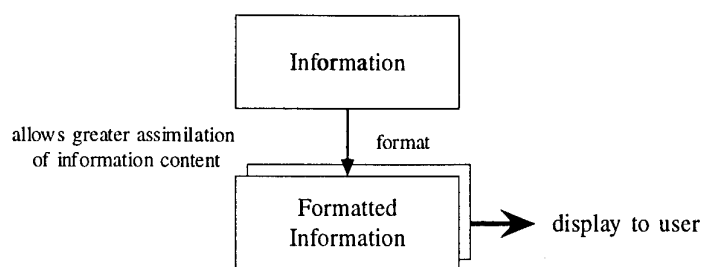 Information
allows greater assimilation
of information content
format
Formatted
Information
display to user